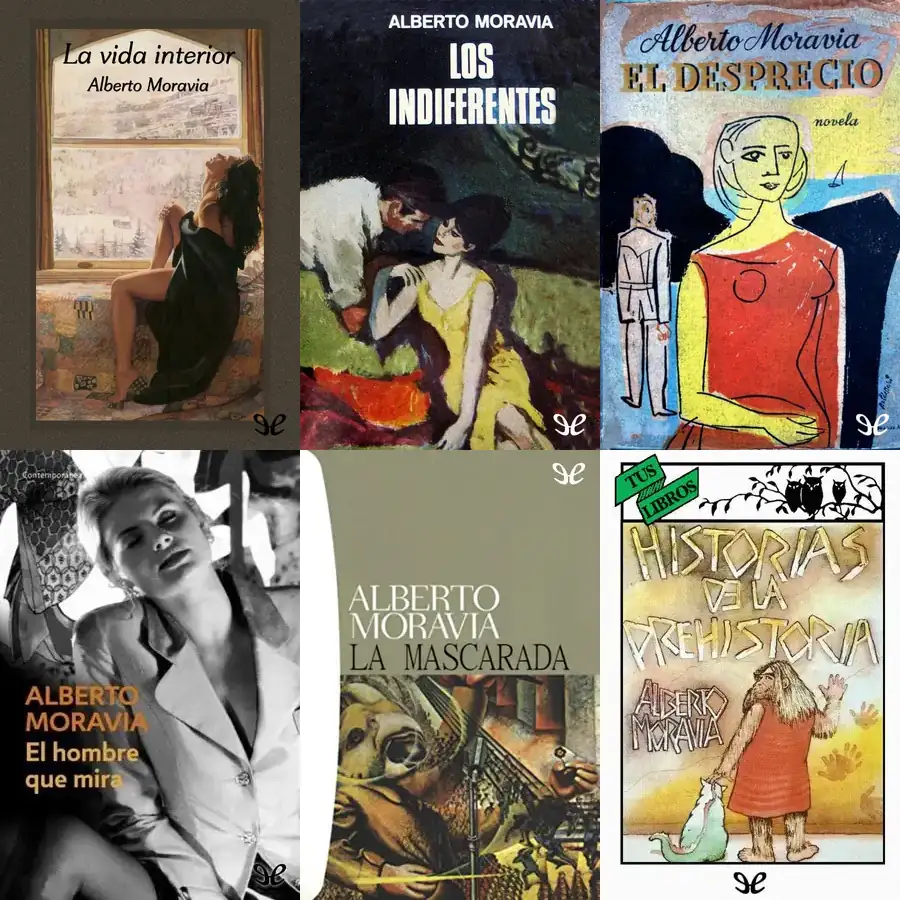 La vida interior
Alberto Moravia
ALBERTO MORAVIA
LOS
INDIFERENTES
Alberto Moravia
EL DESPRECIO
novela
Contemporánea
ALBERTO
MORAVIA
El hombre
que mira
ALBERTO
MORAVIA
LA MASCARADA
TUS
LIBROS
HISTORIAS
DE LA
PREHISTORIA
ALBERTO
MORAVIA